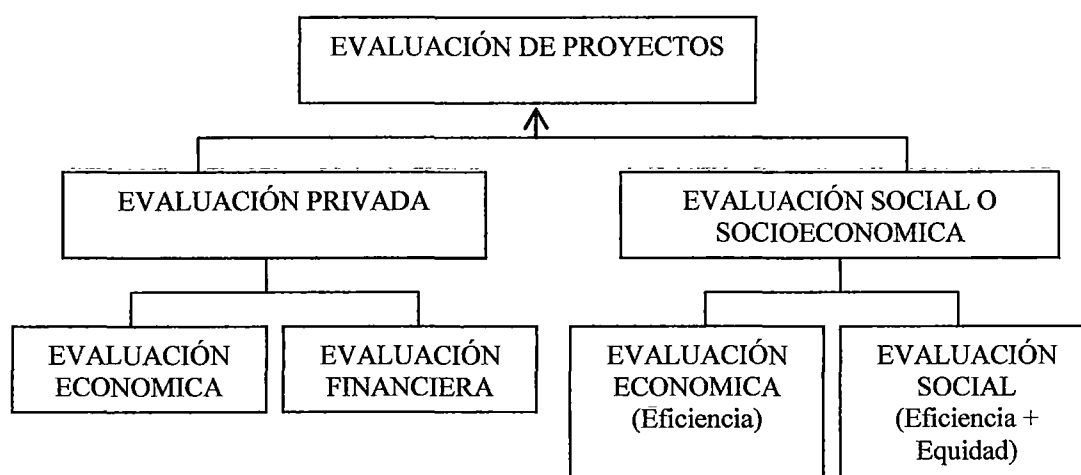 EVALUACIÓN DE PROYECTOS
EVALUACIÓN PRIVADA
EVALUACIÓN SOCIAL O
SOCIOECONOMICA
EVALUACIÓN
ECONOMICA
EVALUACIÓN
FINANCIERA
EVALUACIÓN
ECONOMICA
(Eficiencia)
EVALUACIÓN
SOCIAL
(Eficiencia +
Equidad)